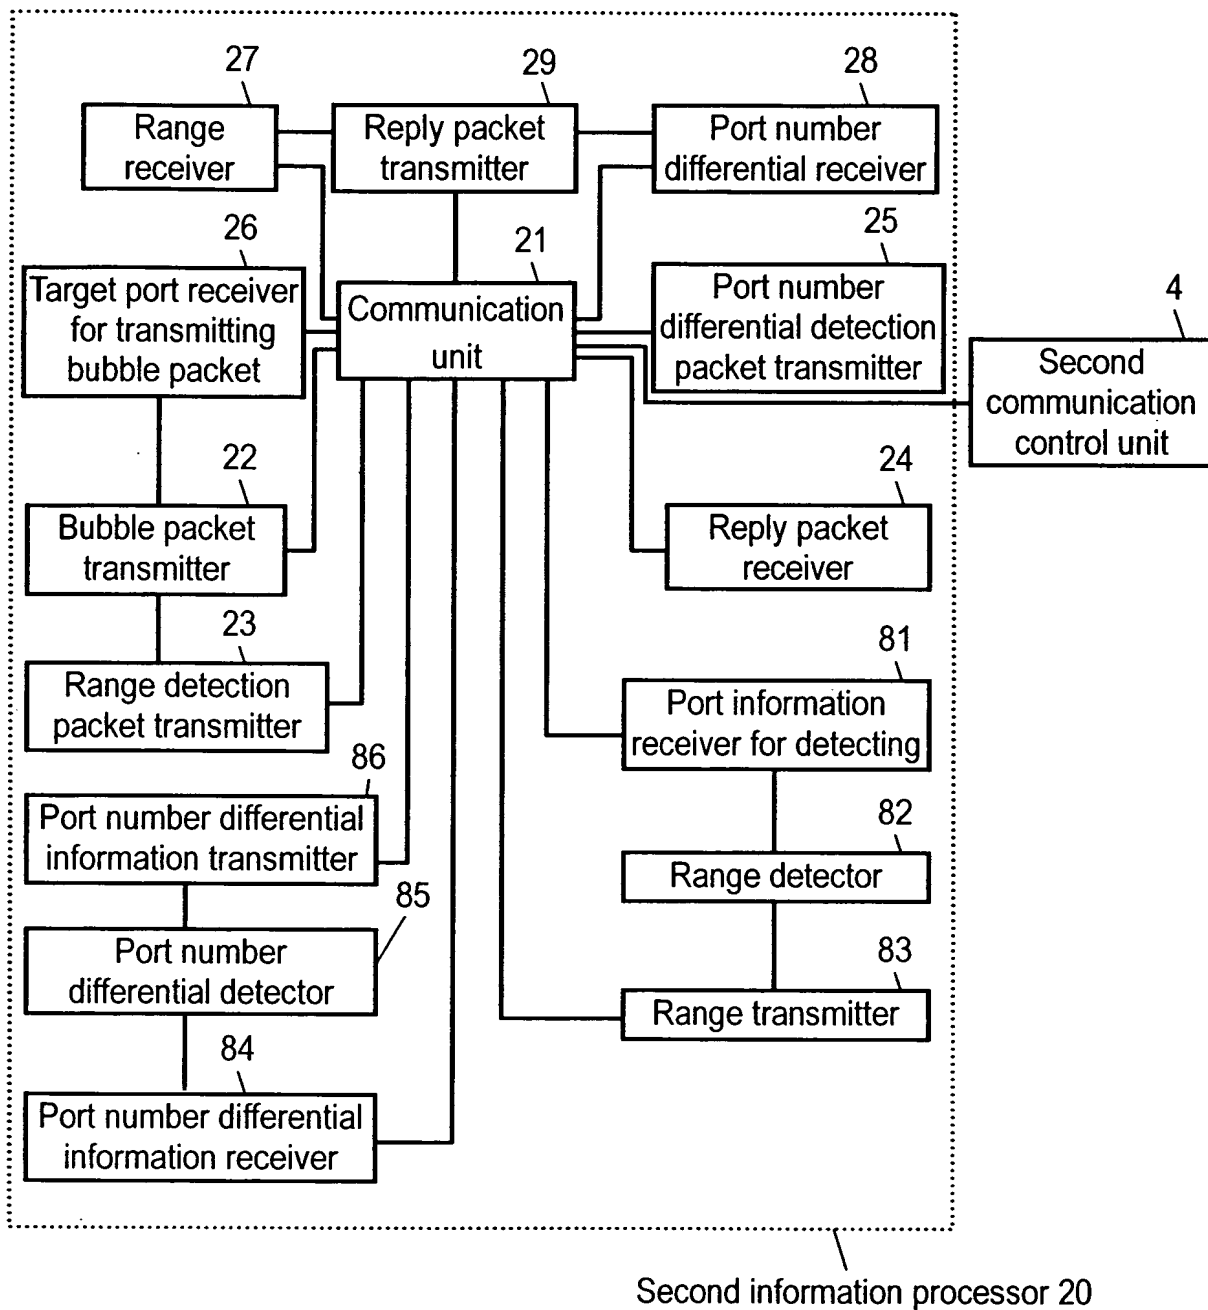 27
29
28
Range
receiver
Reply packet
transmitter
Port number
differential receiver
26
21
25
4
Target port receiver
for transmitting
bubble packet
Communication
unit
Port number
differential detection
packet transmitter
Second
communication
control unit
22
24
Bubble packet
transmitter
Reply packet
receiver
23
81
Range detection
packet transmitter
Port information
receiver for detecting
86
82
Port number differential
information transmitter
Range detector
85
83
Port number
differential detector
Range transmitter
84
Port number differential
information receiver
Second information processor 20